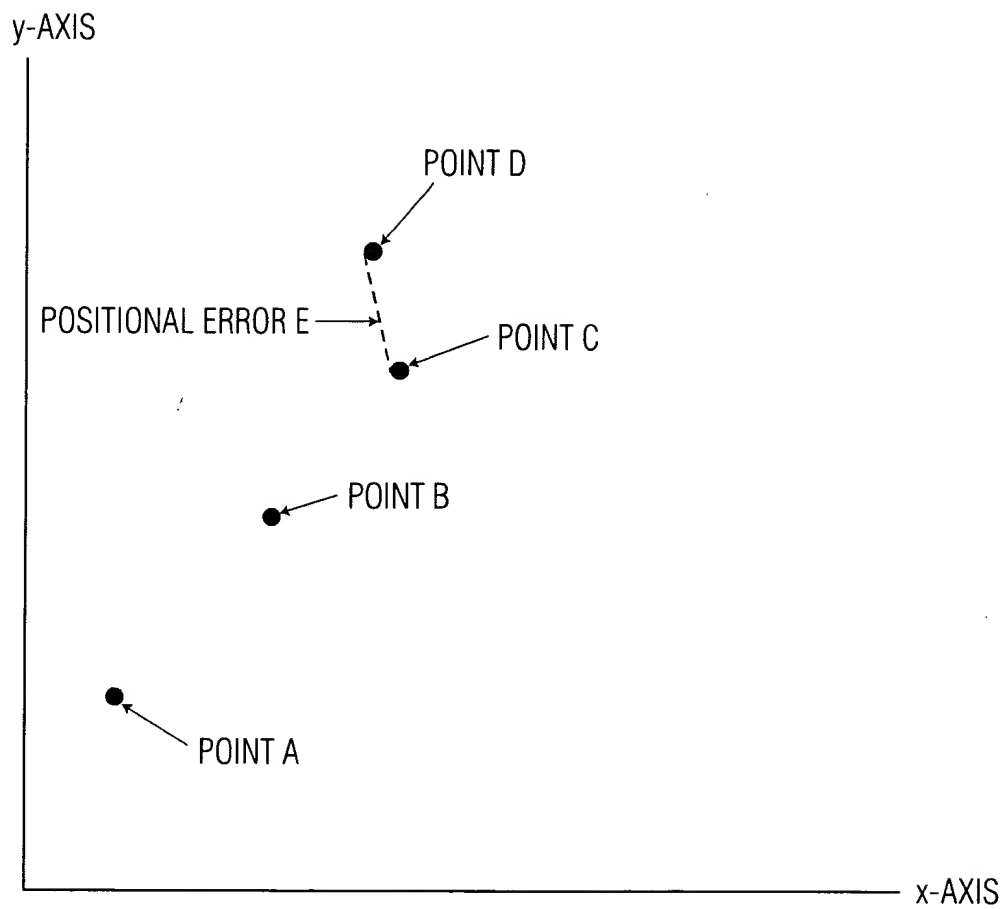 y-AXIS
POINT D
POSITIONAL ERROR E
POINT C
POINT B
POINT A
x-AXIS